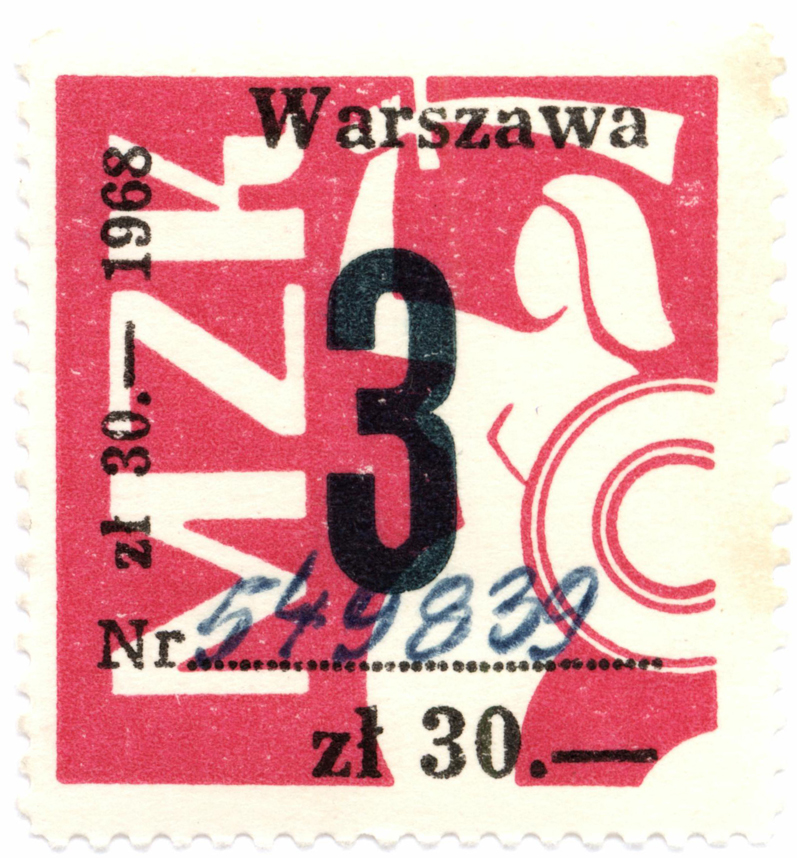 Warszawa
MZK
zł 30.— 1968
3
Nr 549839
zł 30.—